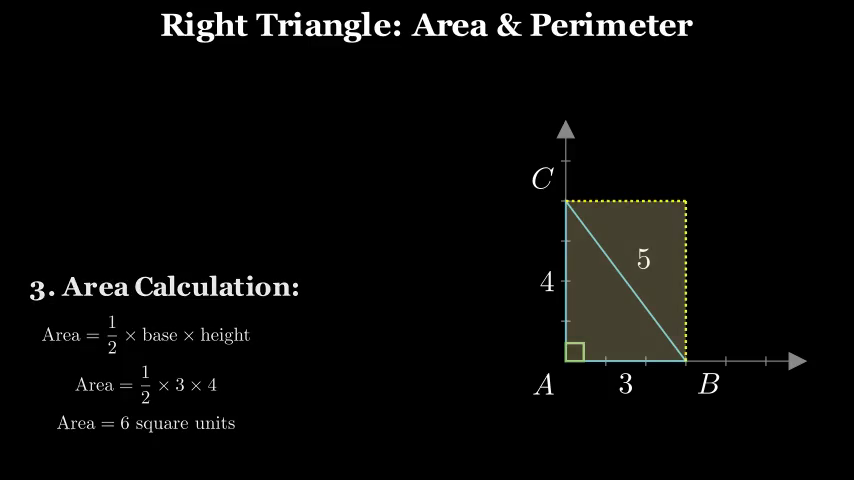 Right Triangle: Area & Perimeter
C
5
4
3. Area Calculation:
Area = 1/2 × base × height
Area = 1/2 × 3 × 4
A 3 B
Area = 6 square units